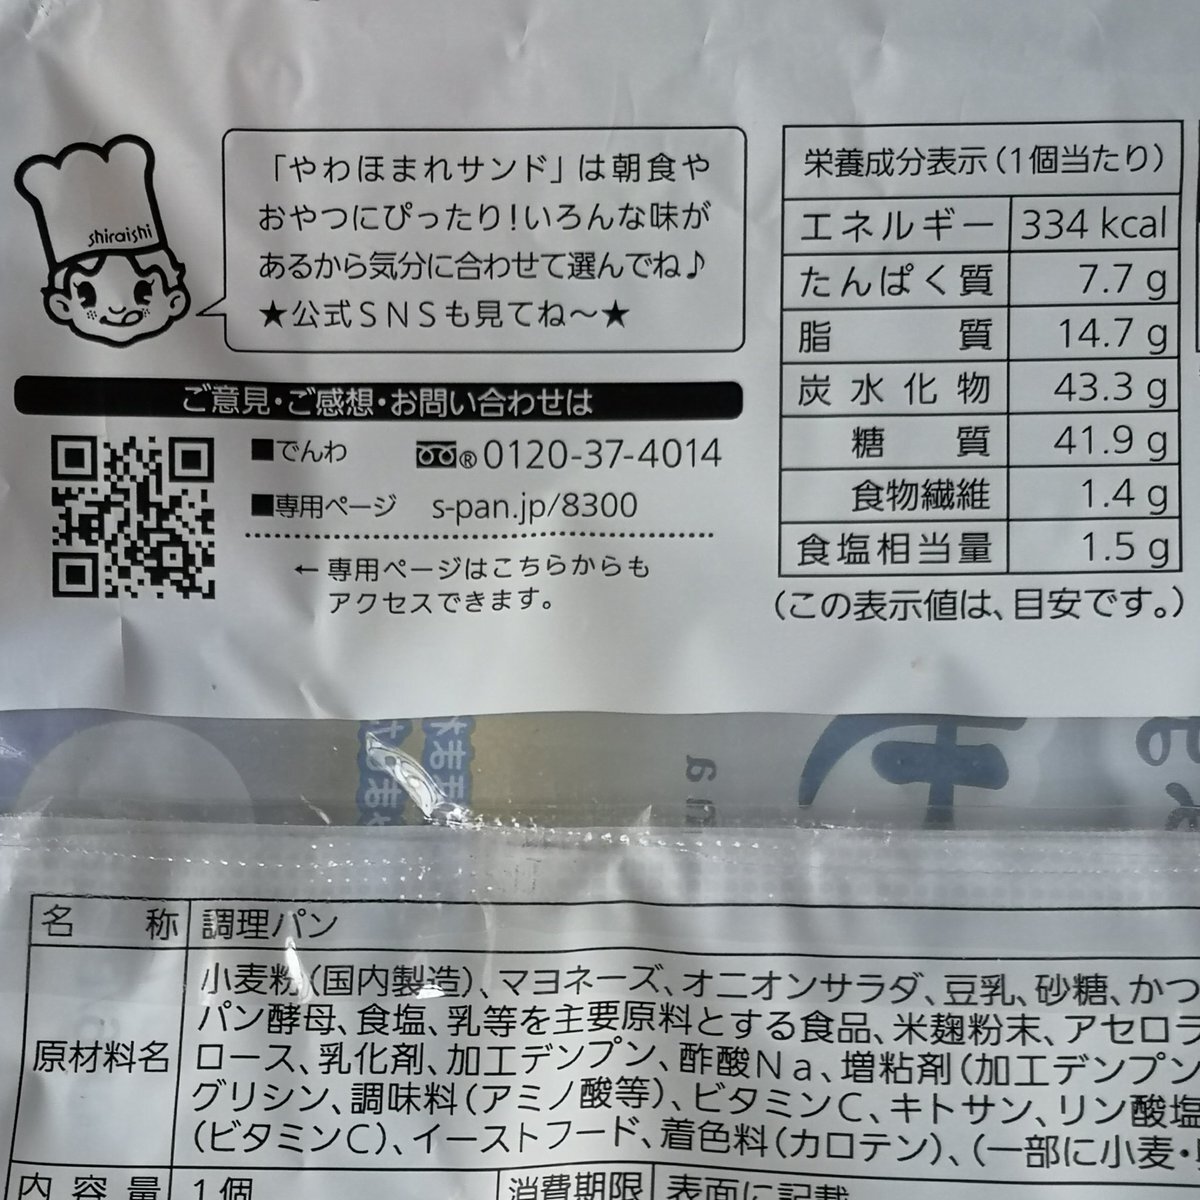 shiraishi
「やわほまれサンド」は朝食や
おやつにぴったり!いろんな味が
あるから気分に合わせて選んでね♪
★公式SNSも見てね〜★
ご意見・ご感想・お問い合わせは
■でんわ ®0120-37-4014
■専用ページ s-pan.jp/8300
←専用ページはこちらからも
アクセスできます。
栄養成分表示(1個当たり)
エネルギー 334 kcal
たんぱく質 7.7 g
脂質 14.7 g
炭水化物 43.3 g
糖質 41.9 g
食物繊維 1.4 g
食塩相当量 1.5 g
(この表示値は、目安です。)
名称 調理パン
原材料名
小麦粉(国内製造)、マヨネーズ、オニオンサラダ、豆乳、砂糖、かつ
パン酵母、食塩、乳等を主要原料とする食品、米麹粉末、アセロラ
ロース、乳化剤、加工デンプン、酢酸Na、増粘剤(加工デンプン
グリシン、調味料(アミノ酸等)、ビタミンC、キトサン、リン酸塩
(ビタミンC)、イーストフード、着色料(カロテン)、(一部に小麦・
内容量 1個 消費期限 表面に記載